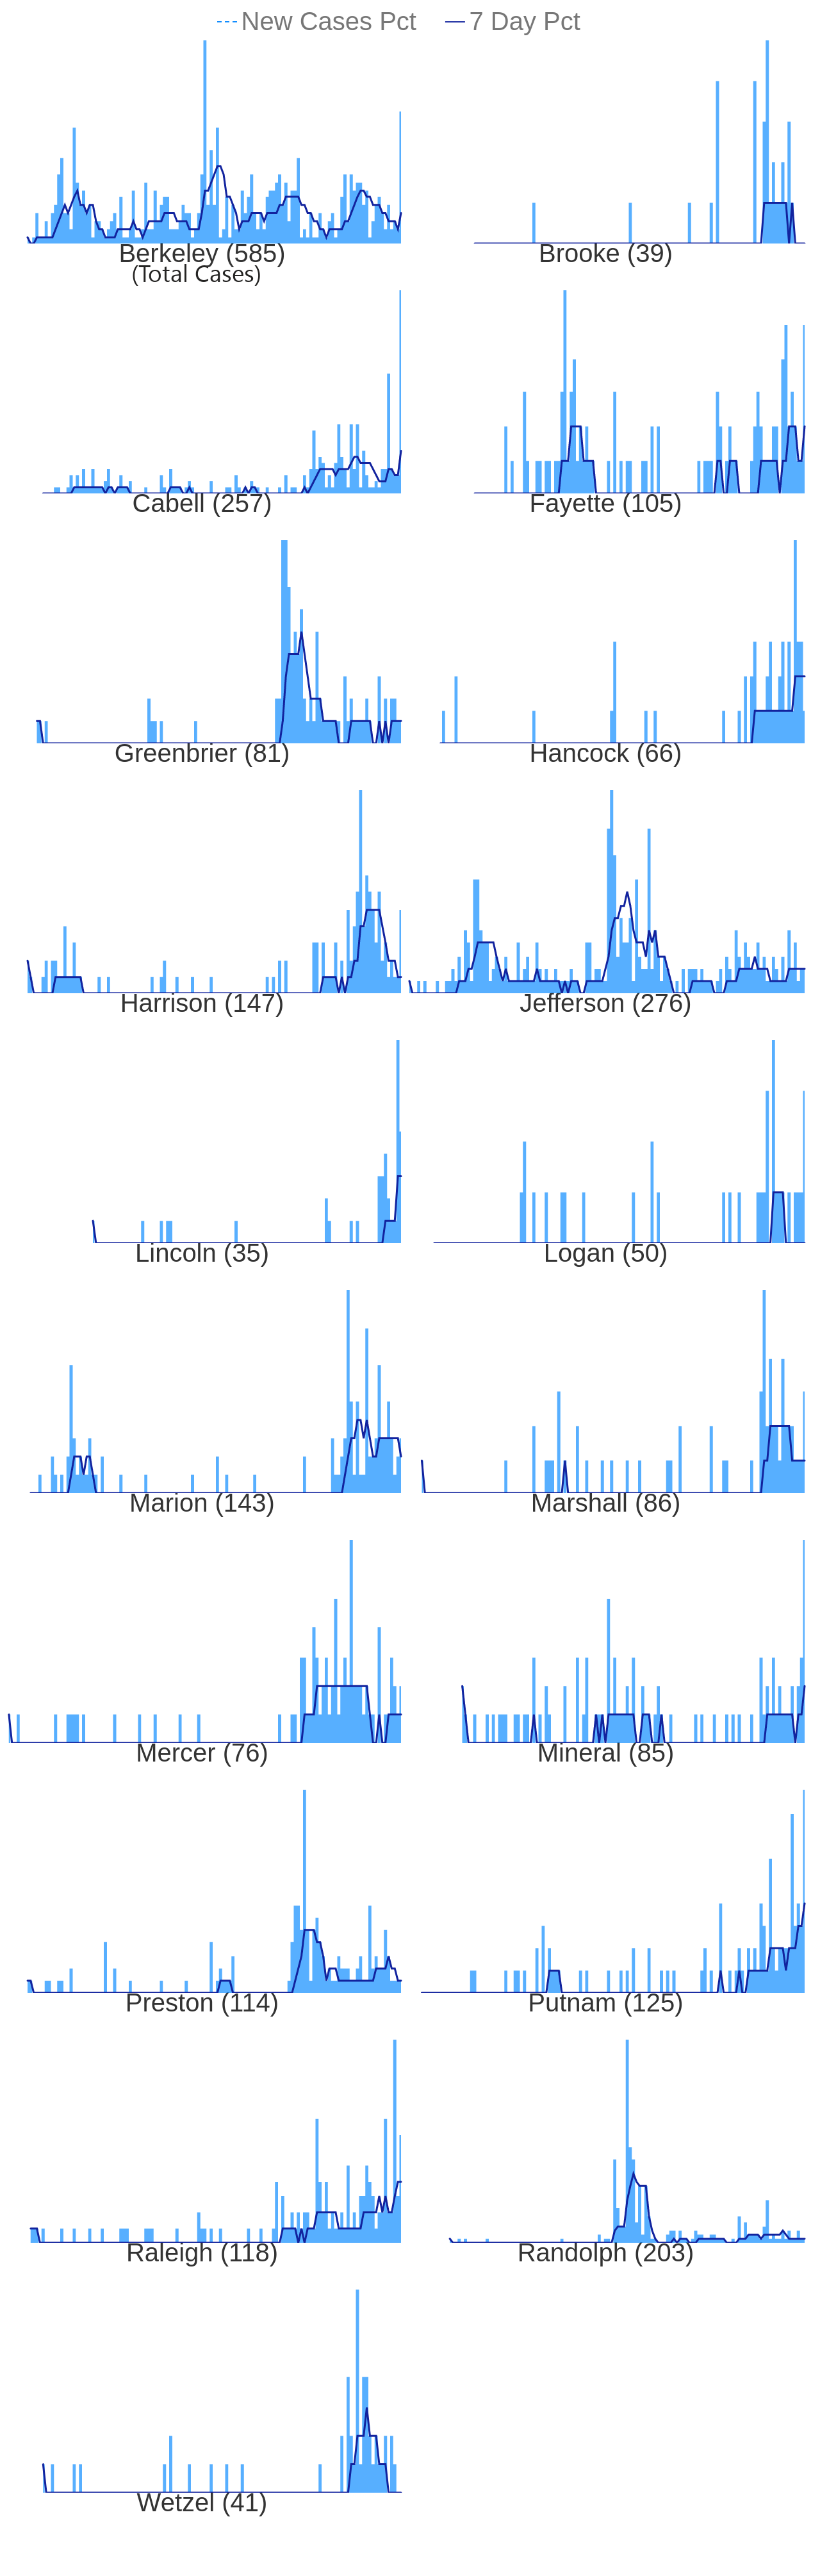 New Cases Pct 7 Day Pct
Berkeley (585) Brooke (39)
(Total Cases)
Cabell (257) Fayette (105)
Greenbrier (81) Hancock (66)
Harrison (147) Jefferson (276)
Lincoln (35) Logan (50)
Marion (143) Marshall (86)
Mercer (76) Mineral (85)
Preston (114) Putnam (125)
Raleigh (118) Randolph (203)
Wetzel (41)